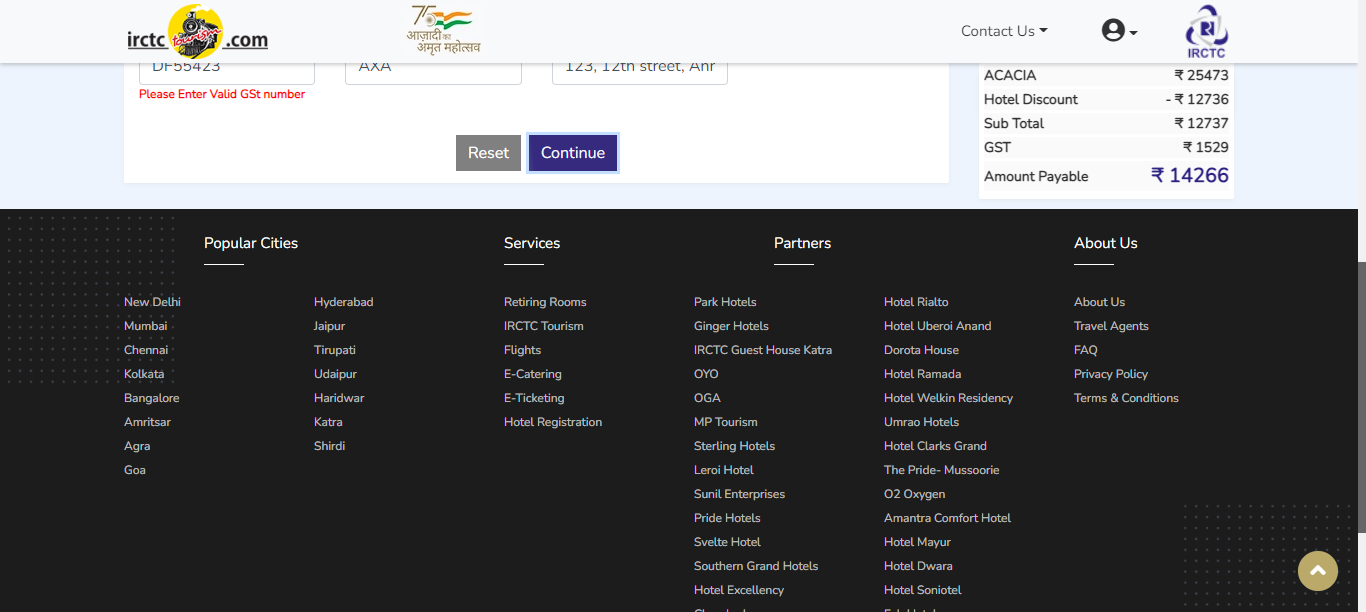 irctc tourism .com
75
आज़ादी का
अमृत महोत्सव
Contact Us
IRCTC
DF55423
AXA
123, 12th street, Anr
Please Enter Valid GSt number
Reset
Continue
ACACIA ₹ 25473
Hotel Discount - ₹ 12736
Sub Total ₹ 12737
GST ₹ 1529
Amount Payable ₹ 14266
Popular Cities
New Delhi
Mumbai
Chennai
Kolkata
Bangalore
Amritsar
Agra
Goa
Hyderabad
Jaipur
Tirupati
Udaipur
Haridwar
Katra
Shirdi
Services
Retiring Rooms
IRCTC Tourism
Flights
E-Catering
E-Ticketing
Hotel Registration
Partners
Park Hotels
Ginger Hotels
IRCTC Guest House Katra
OYO
OGA
MP Tourism
Sterling Hotels
Leroi Hotel
Sunil Enterprises
Pride Hotels
Svelte Hotel
Southern Grand Hotels
Hotel Excellency
Hotel Rialto
Hotel Uberoi Anand
Dorota House
Hotel Ramada
Hotel Welkin Residency
Umrao Hotels
Hotel Clarks Grand
The Pride- Mussoorie
O2 Oxygen
Amantra Comfort Hotel
Hotel Mayur
Hotel Dwara
Hotel Soniotel
About Us
About Us
Travel Agents
FAQ
Privacy Policy
Terms & Conditions